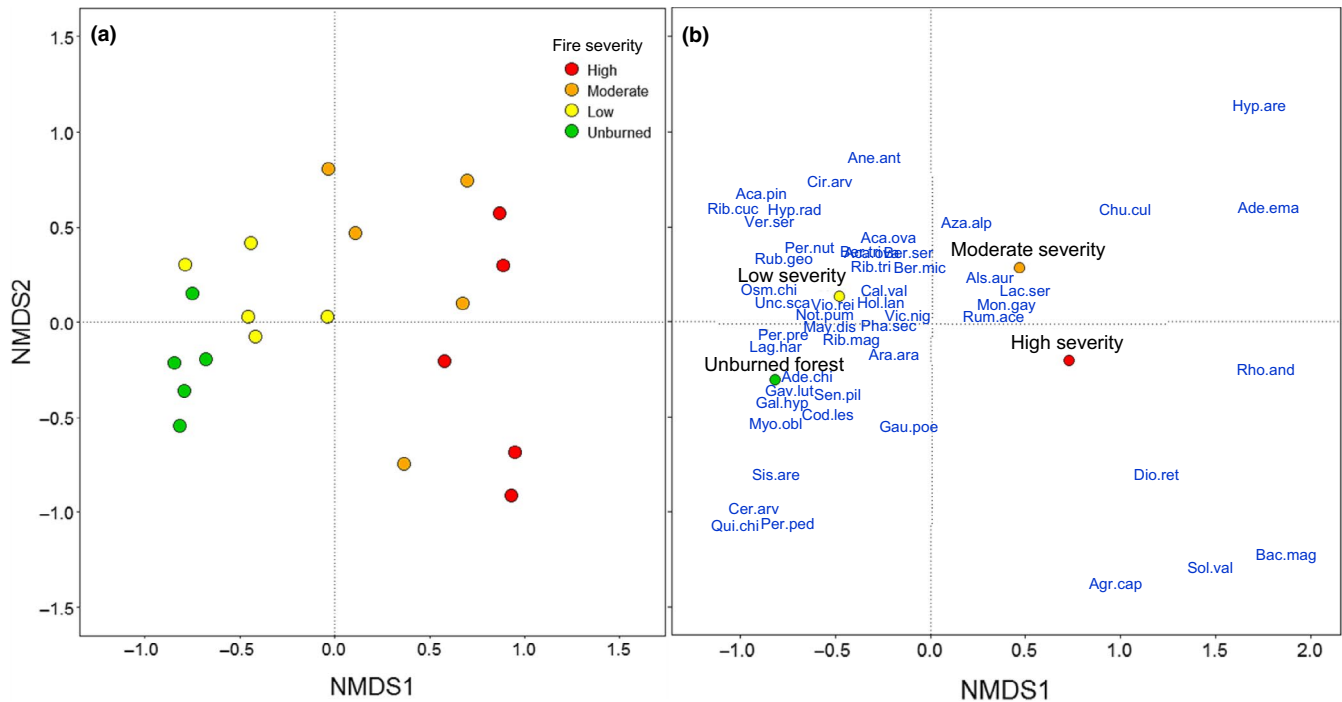 (a)
Fire severity
High
Moderate
Low
Unburned
1.5
1.0
0.5
0.0
−0.5
−1.0
−1.5
NMDS2
−1.0 −0.5 0.0 0.5 1.0 1.5
NMDS1
(b)
Hyp.are
Ane.ant
Cir.arv
Aca.pin
Rib.cuc Hyp.rad Chu.cul Ade.ema
Ver.ser Aza.alp
Aca.ova
Per.nut Ber.ser Moderate severity
Rub.geo Rib.tri Ber.mic
Low severity Als.aur
Osm.chi Cal.val Lac.ser
Unc.sca Vio.rei Hol.lan Mon.gay
Not.pum Vic.nig Rum.ace
May.dis Pha.sec
Per.pre Rib.mag High severity
Lag.har Ara.ara
Unburned forest Rho.and
Ade.chi
Gav.lut Sen.pil
Gal.hyp
Cod.les
Myo.obl Gau.poe
Sis.are Dio.ret
Cer.arv
Qui.chi Per.ped
Bac.mag
Sol.val
Agr.cap
−1.0 −0.5 0.0 0.5 1.0 1.5 2.0
NMDS1